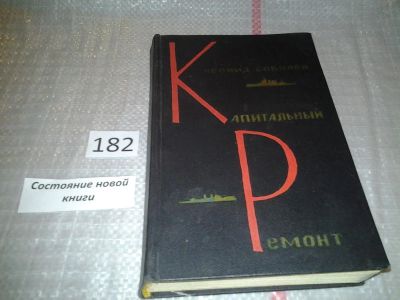 Леонид Соболев
Капитальный
Ремонт
182
Состояние новой
книги